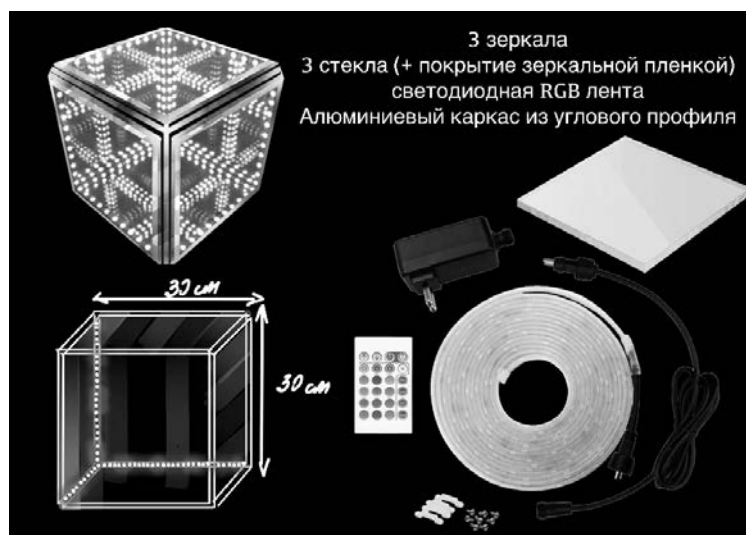 3 зеркала
3 стекла (+ покрытие зеркальной пленкой)
светодиодная RGB лента
Алюминиевый каркас из углового профиля
30 см
30 см